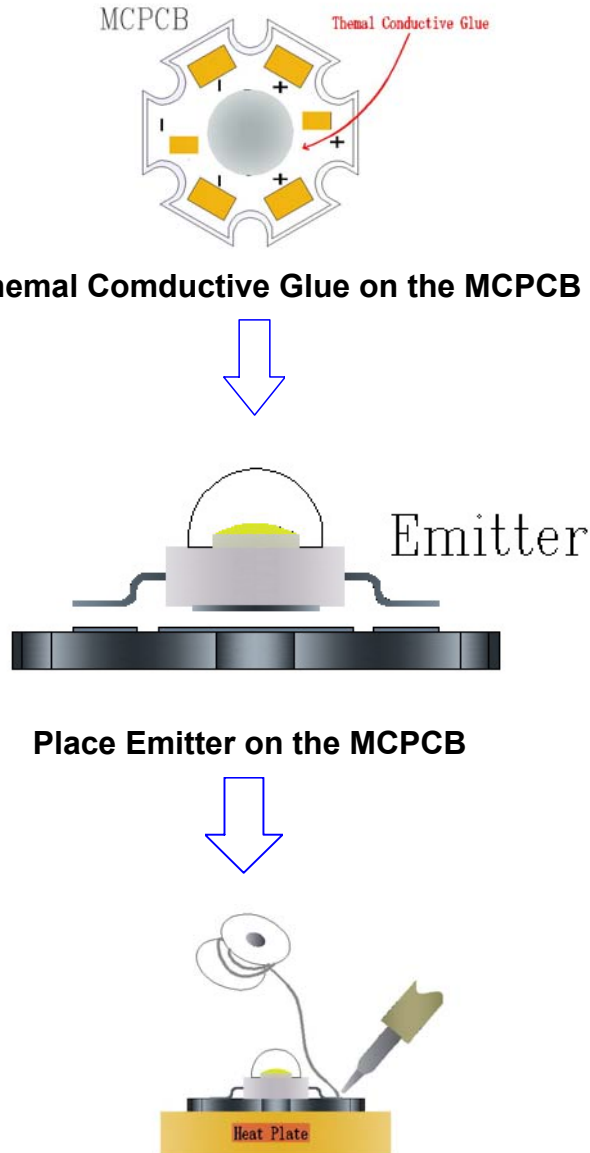 MCPCB
Themal Conductive Glue
- +
- +
- +
hemal Comductive Glue on the MCPCB
Emitter
Place Emitter on the MCPCB
Heat Plate